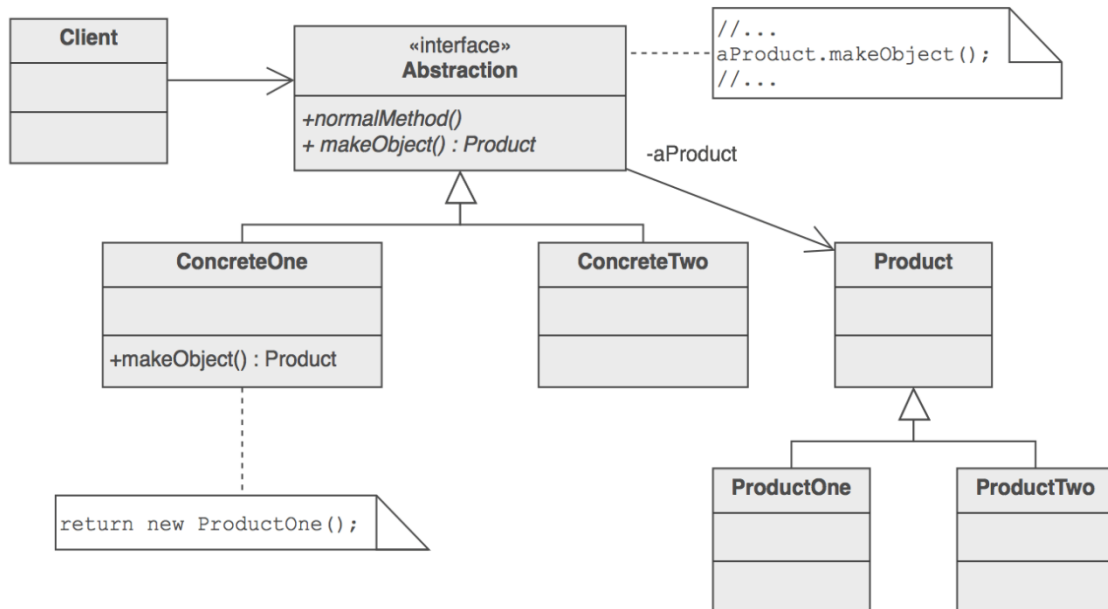 Client
«interface»
Abstraction
+normalMethod()
+ makeObject() : Product
//...
aProduct.makeObject();
//...
-aProduct
ConcreteOne
+makeObject() : Product
ConcreteTwo
Product
return new ProductOne();
ProductOne
ProductTwo